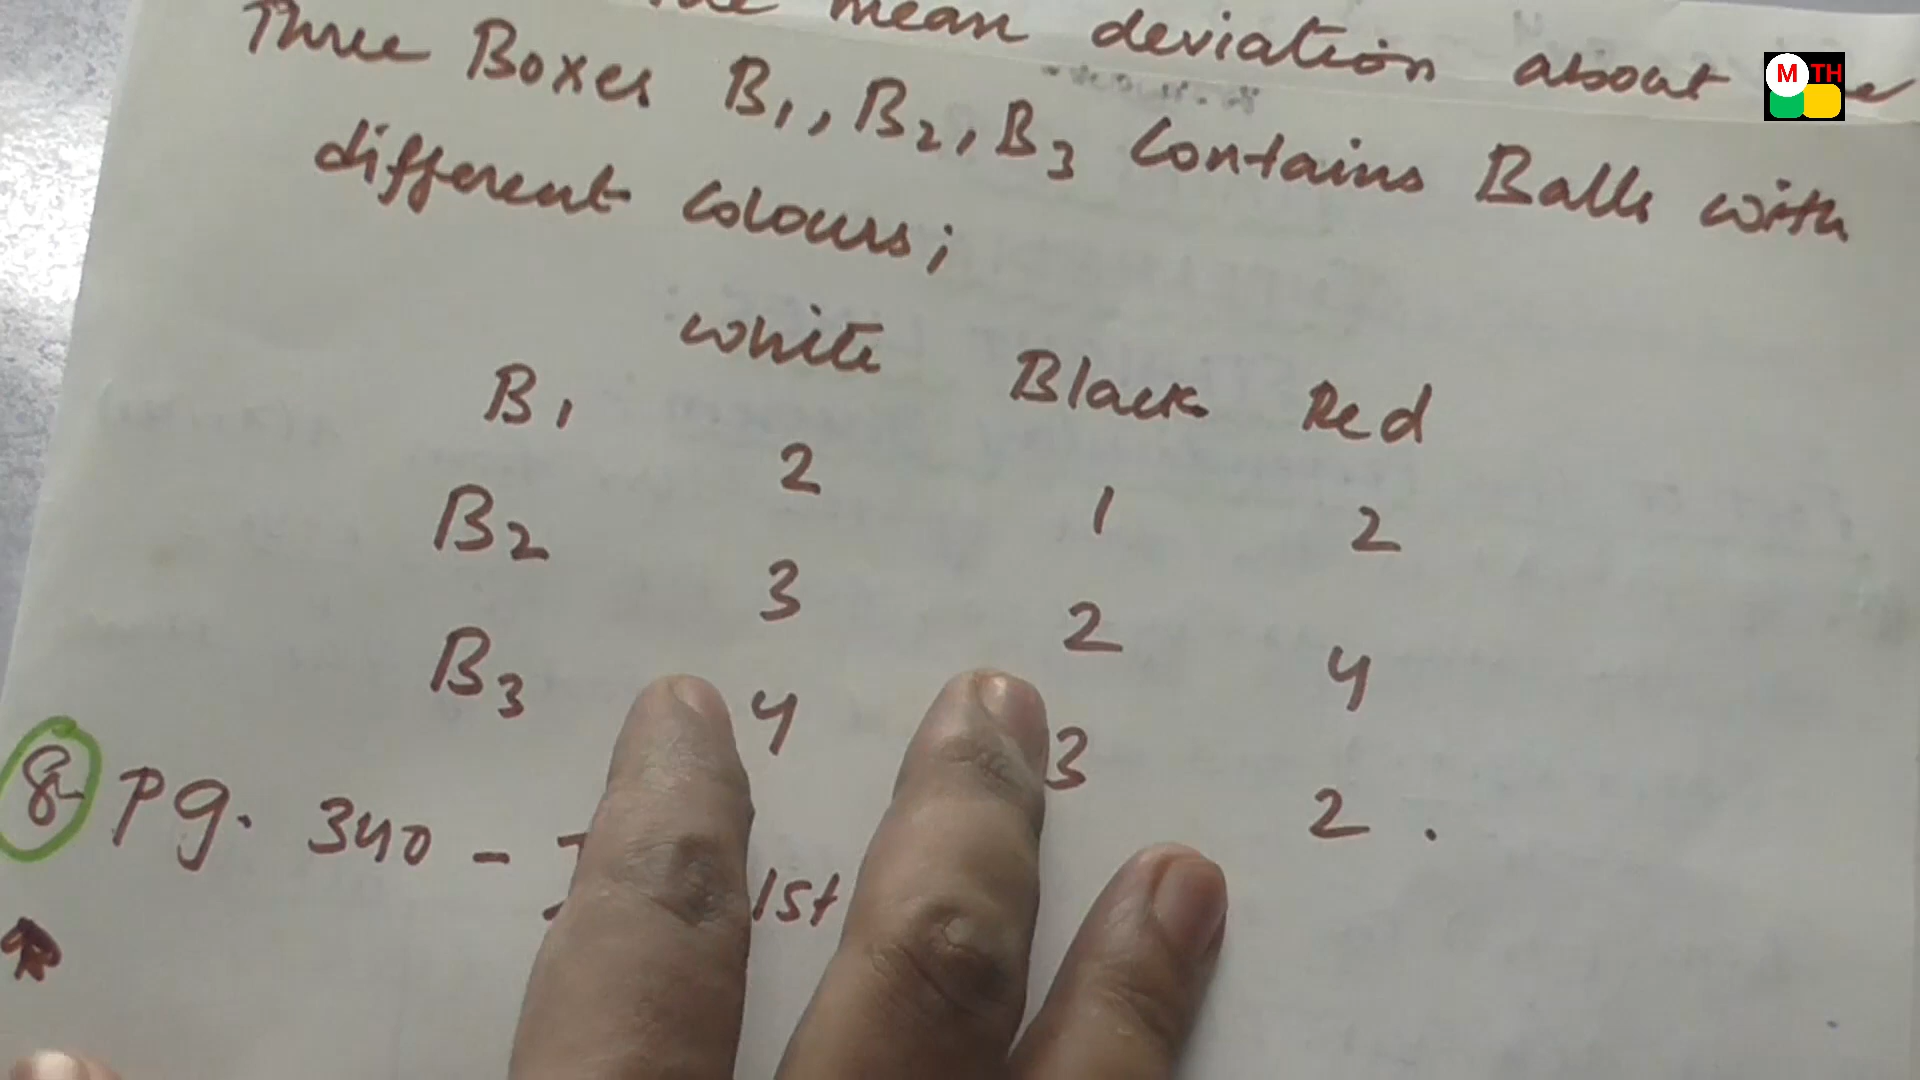 mean deviation about
Three Boxes B1, B2, B3 Contains Balls with
different Colours;
white Black Red
B1 2 1 2
B2 3 2 4
B3 4 3 2.
8 Pg. 340 - 1st
MTH